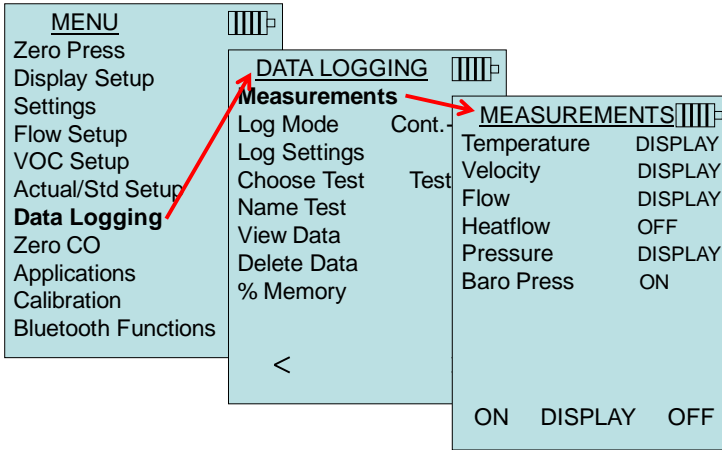 MENU
Zero Press
Display Setup
Settings
Flow Setup
VOC Setup
Actual/Std Setup
Data Logging
Zero CO
Applications
Calibration
Bluetooth Functions
DATA LOGGING
Measurements
Log Mode Cont.-
Log Settings
Choose Test Test
Name Test
View Data
Delete Data
% Memory
<
MEASUREMENTS
Temperature DISPLAY
Velocity DISPLAY
Flow DISPLAY
Heatflow OFF
Pressure DISPLAY
Baro Press ON
ON DISPLAY OFF